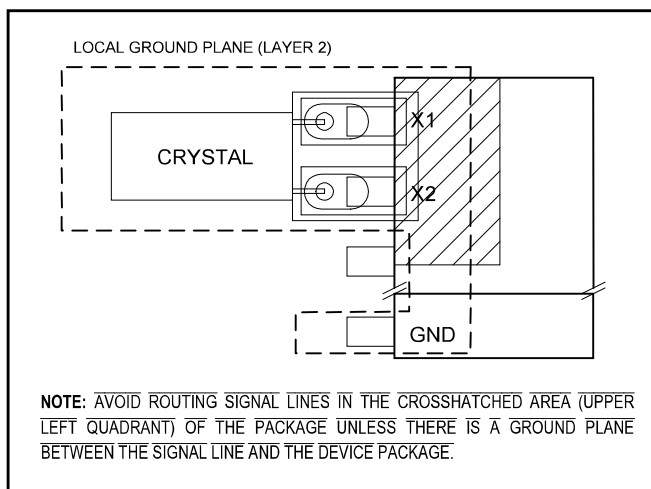 LOCAL GROUND PLANE (LAYER 2)
X1
CRYSTAL
X2
GND
NOTE: AVOID ROUTING SIGNAL LINES IN THE CROSSHATCHED AREA (UPPER
LEFT QUADRANT) OF THE PACKAGE UNLESS THERE IS A GROUND PLANE
BETWEEN THE SIGNAL LINE AND THE DEVICE PACKAGE.